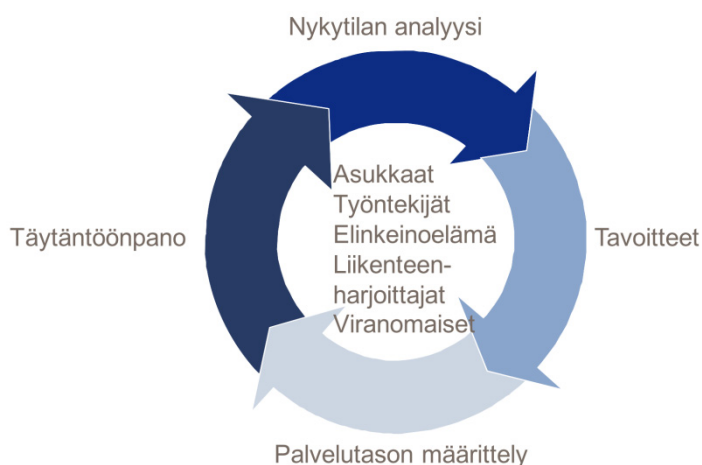 Nykytilan analyysi
Asukkaat
Työntekijät
Elinkeinoelämä
Liikenteen-
harjoittajat
Viranomaiset
Täytäntöönpano
Tavoitteet
Palvelutason määrittely